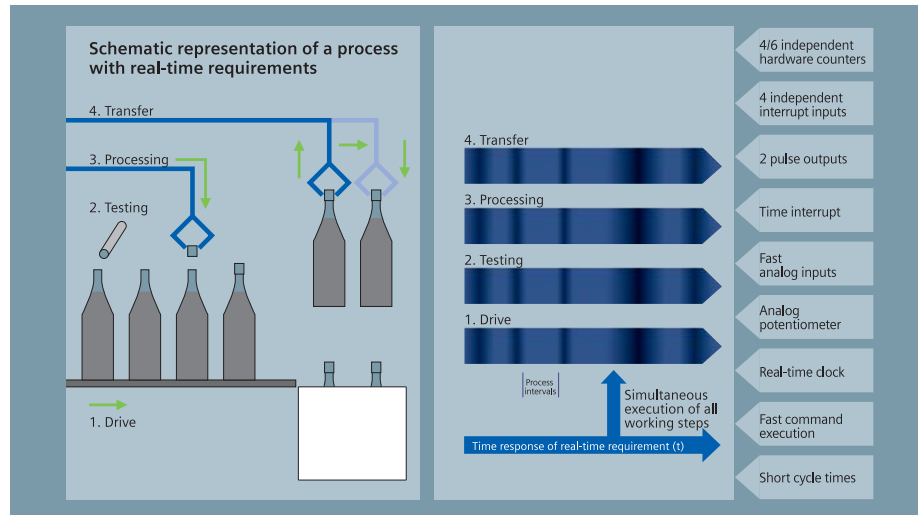 Schematic representation of a process
with real-time requirements
4. Transfer
3. Processing
2. Testing
1. Drive
4. Transfer
3. Processing
2. Testing
1. Drive
Process
intervals
Simultaneous
execution of all
working steps
Time response of real-time requirement (t)
4/6 independent
hardware counters
4 independent
interrupt inputs
2 pulse outputs
Time interrupt
Fast
analog inputs
Analog
potentiometer
Real-time clock
Fast command
execution
Short cycle times